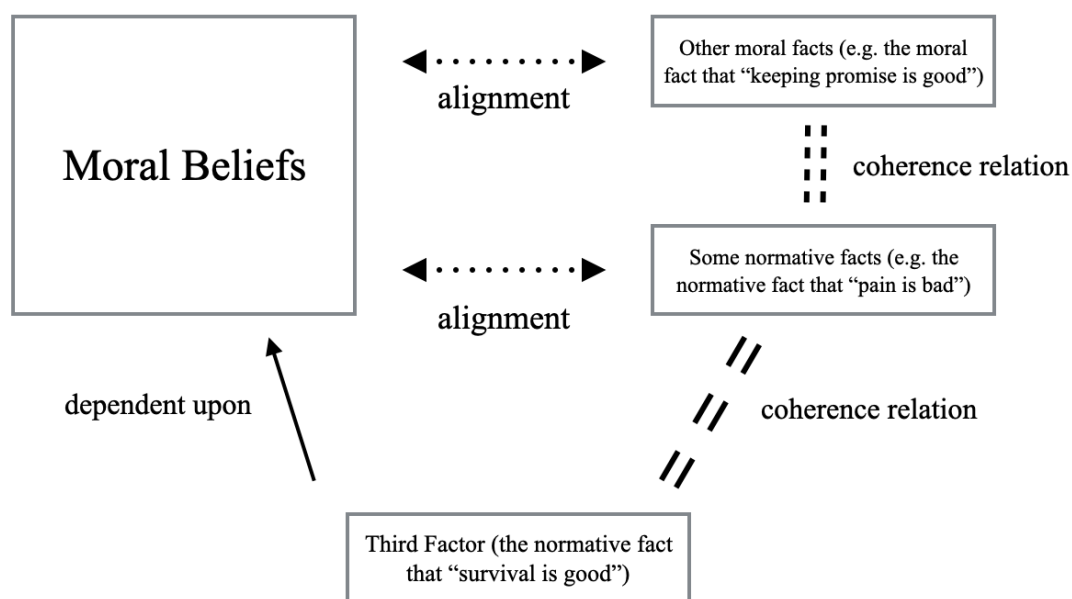 Moral Beliefs
alignment
Other moral facts (e.g. the moral
fact that “keeping promise is good”)
coherence relation
alignment
Some normative facts (e.g. the
normative fact that “pain is bad”)
dependent upon
coherence relation
Third Factor (the normative fact
that “survival is good”)